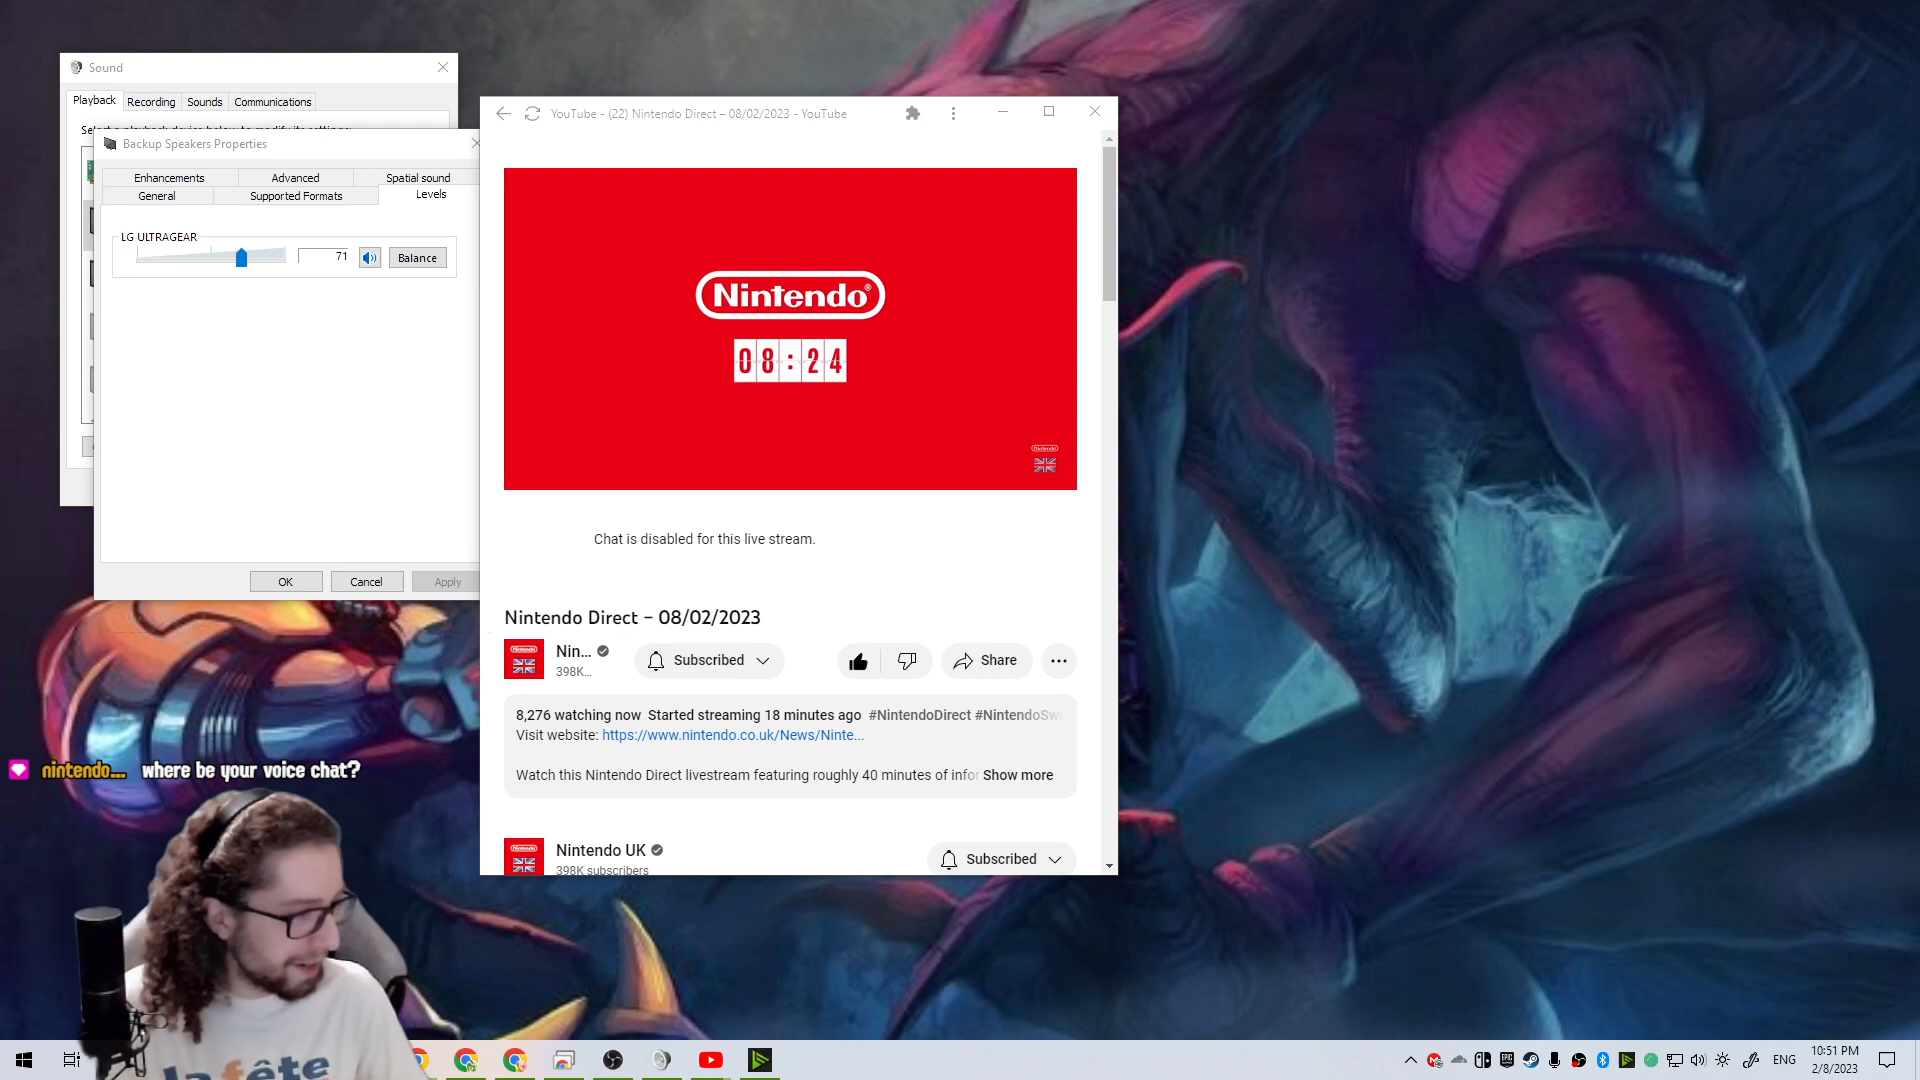 Sound
Playback
Recording
Sounds
Communications
Backup Speakers Properties
Enhancements
Advanced
Spatial sound
General
Supported Formats
Levels
LG ULTRAGEAR
71
Balance
OK
Cancel
Apply
YouTube - (22) Nintendo Direct – 08/02/2023 - YouTube
Nintendo®
08:24
Nintendo
Chat is disabled for this live stream.
Nintendo Direct – 08/02/2023
Nin...
398K...
Subscribed
Share
8,276 watching now Started streaming 18 minutes ago #NintendoDirect #NintendoSw
Visit website: https://www.nintendo.co.uk/News/Ninte...
Watch this Nintendo Direct livestream featuring roughly 40 minutes of infor Show more
Nintendo UK
398K subscribers
Subscribed
nintendo... where be your voice chat?
la fête
ENG
10:51 PM
2/8/2023